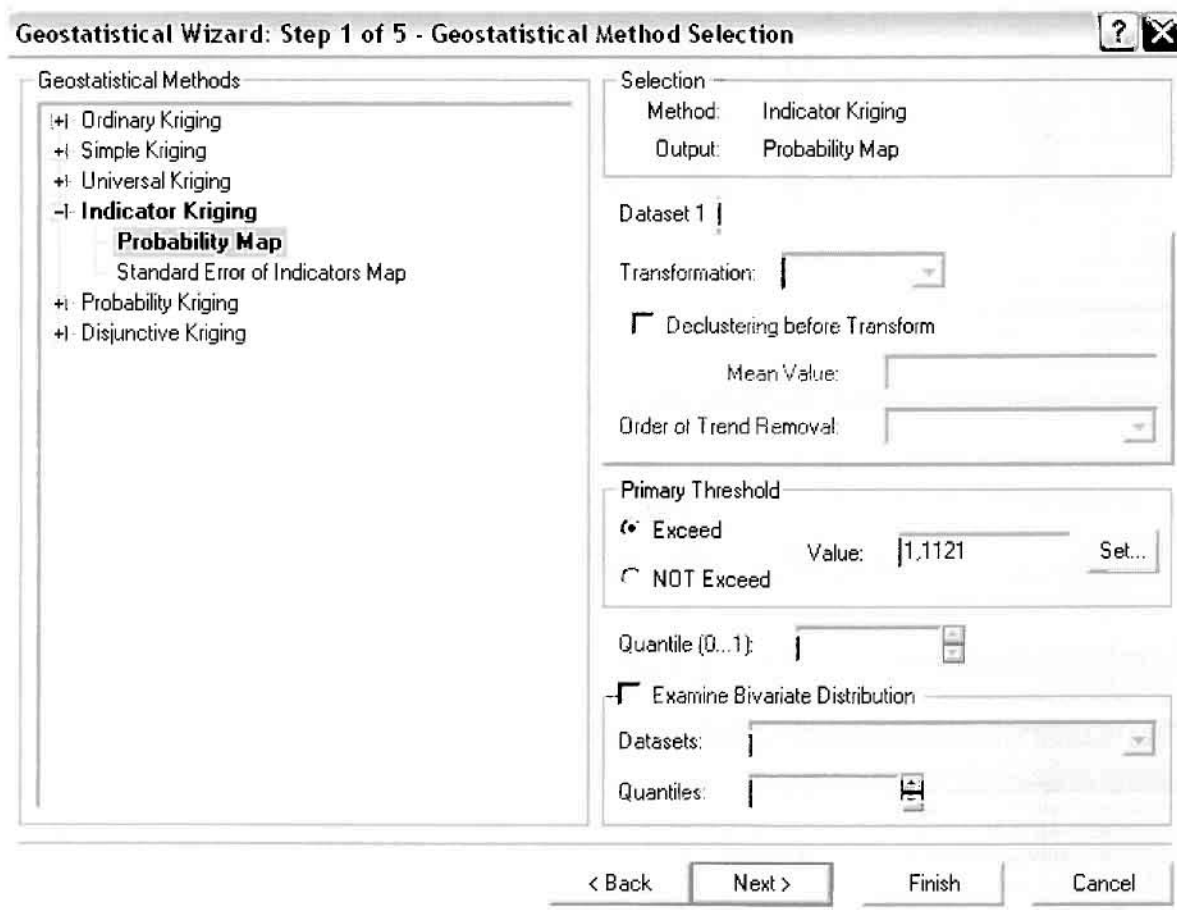 Geostatistical Wizard: Step 1 of 5 - Geostatistical Method Selection
Geostatistical Methods
Ordinary Kriging
Simple Kriging
Universal Kriging
Indicator Kriging
Probability Map
Standard Error of Indicators Map
Probability Kriging
Disjunctive Kriging
Selection
Method: Indicator Kriging
Output: Probability Map
Dataset 1
Transformation:
Declustering before Transform
Mean Value:
Order of Trend Removal:
Primary Threshold
Exceed
Value: 1,1121 Set...
NOT Exceed
Quantile (0...1):
Examine Bivariate Distribution
Datasets:
Quantiles:
< Back Next > Finish Cancel